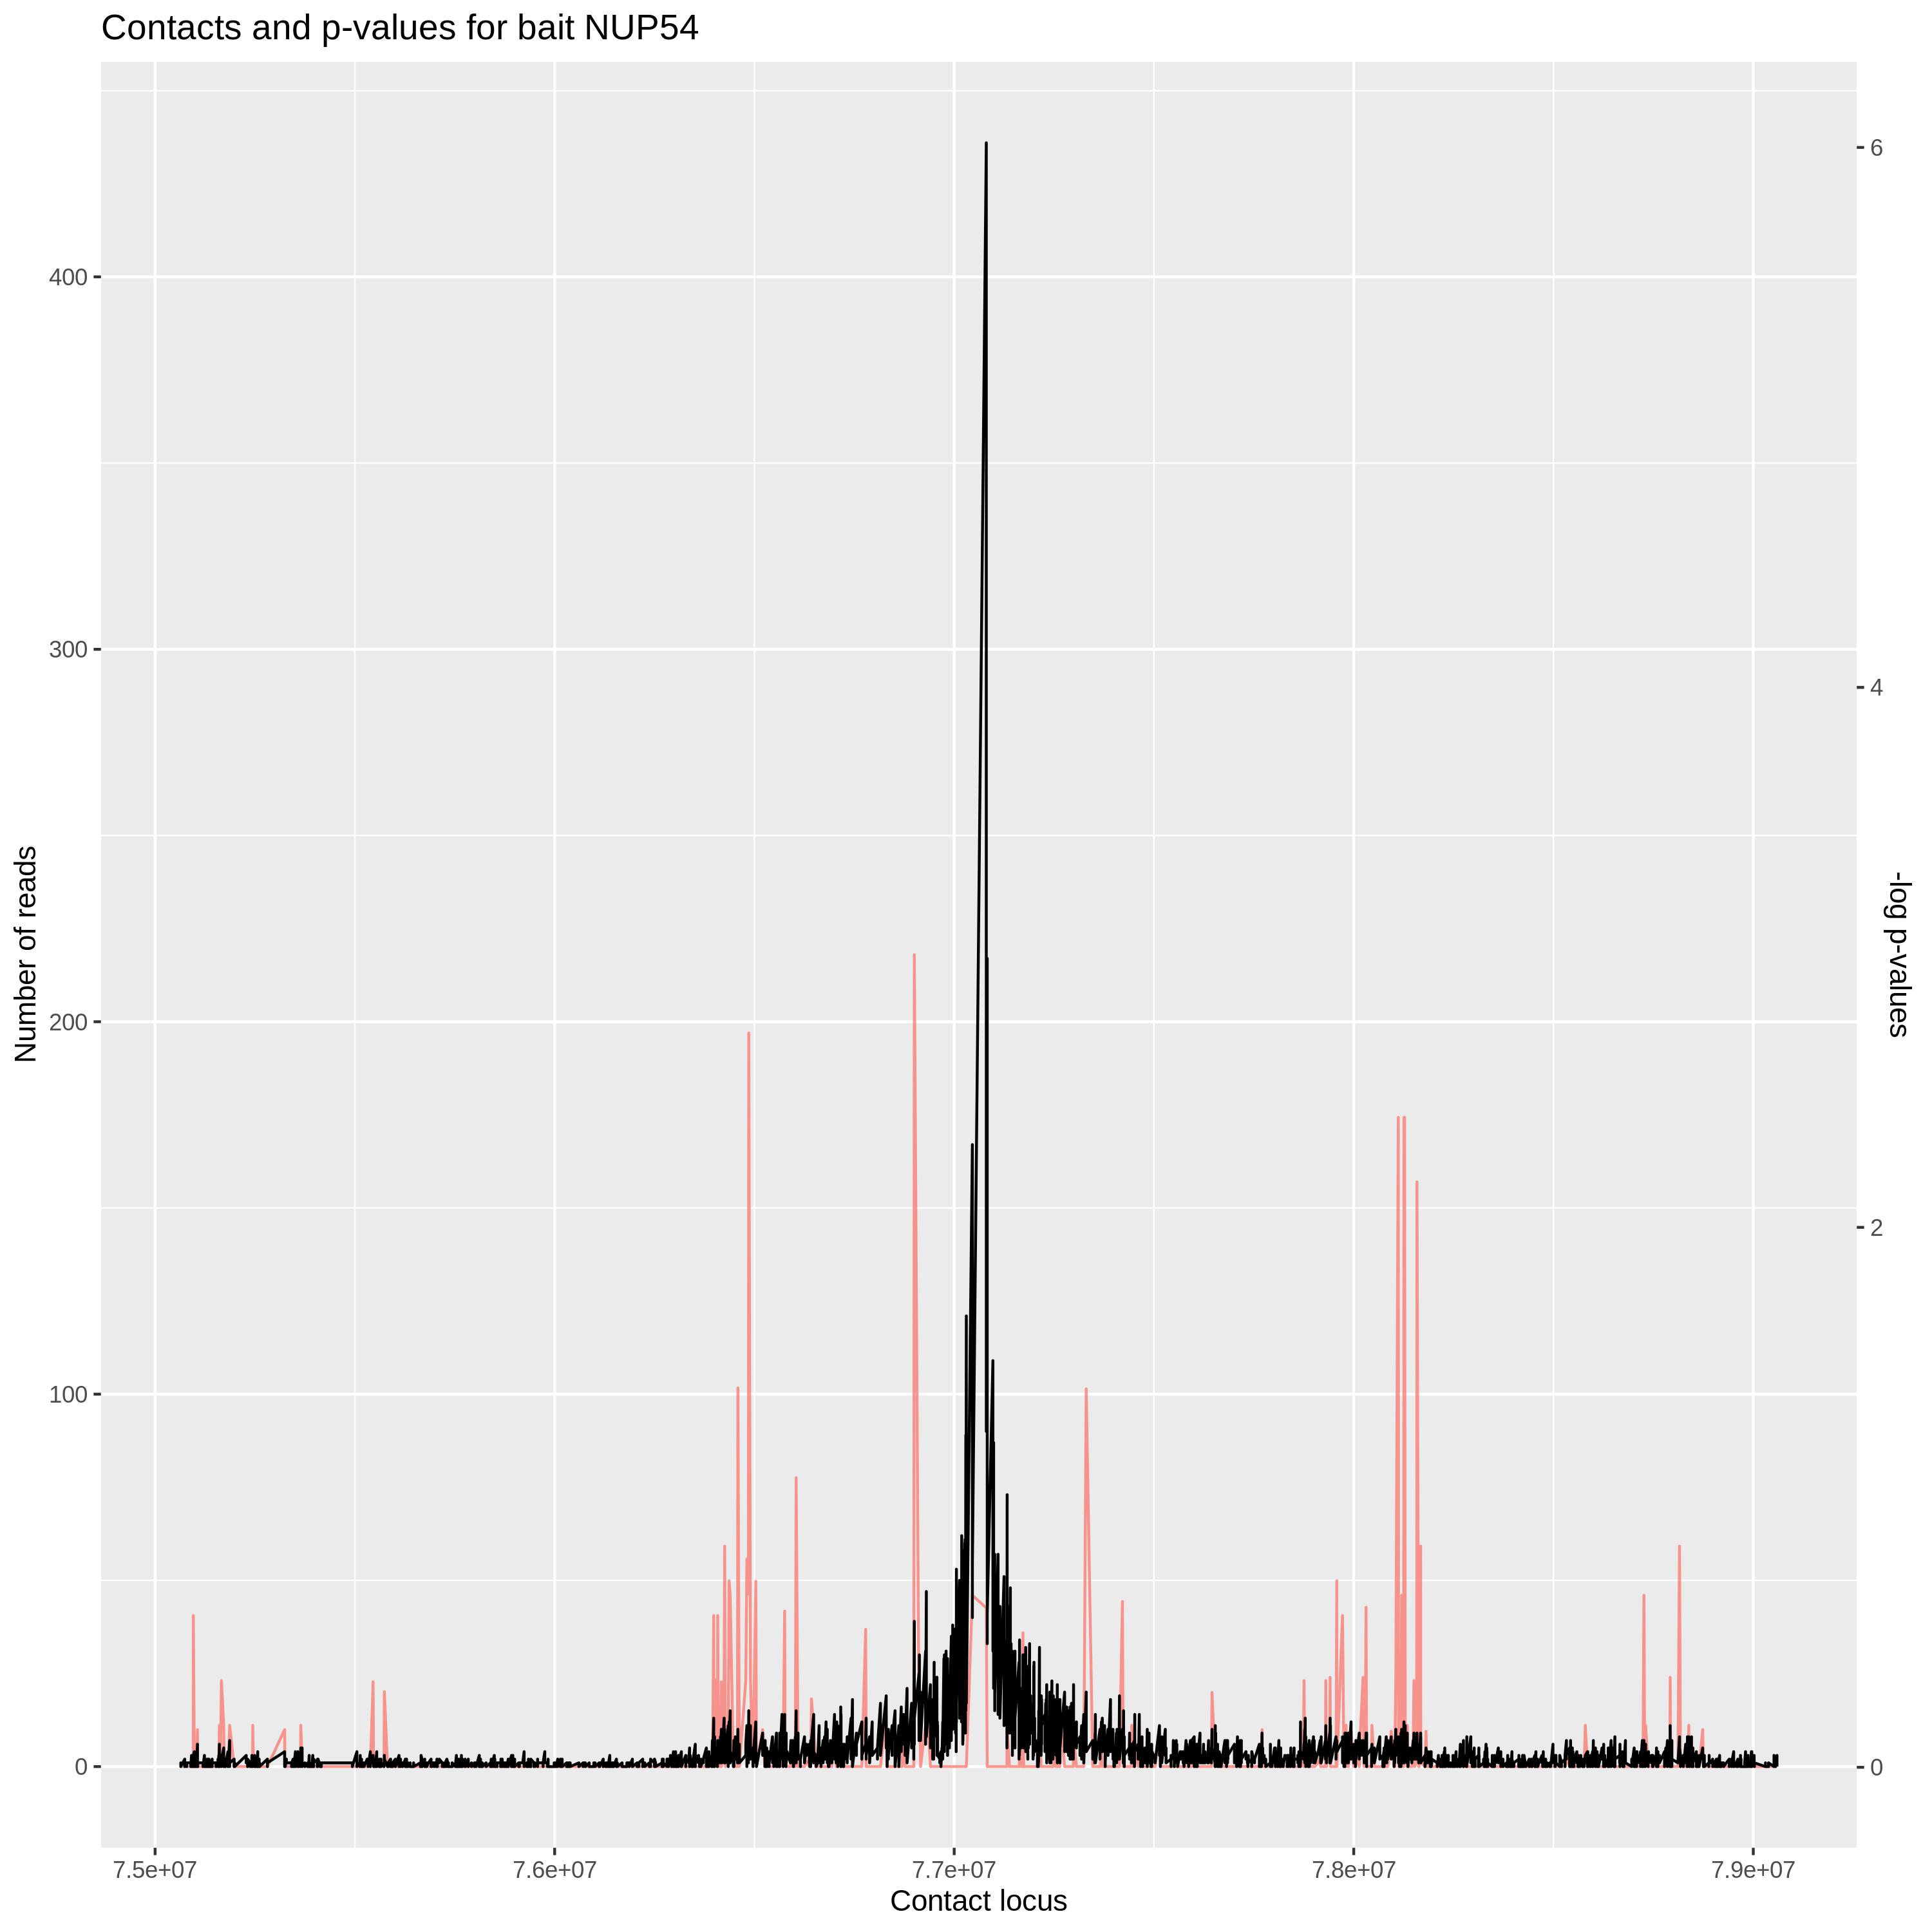 Contacts and p-values for bait NUP54
Number of reads
400
300
200
100
0
6
4
2
0
-log p-values
7.5e+07
7.6e+07
7.7e+07
7.8e+07
7.9e+07
Contact locus